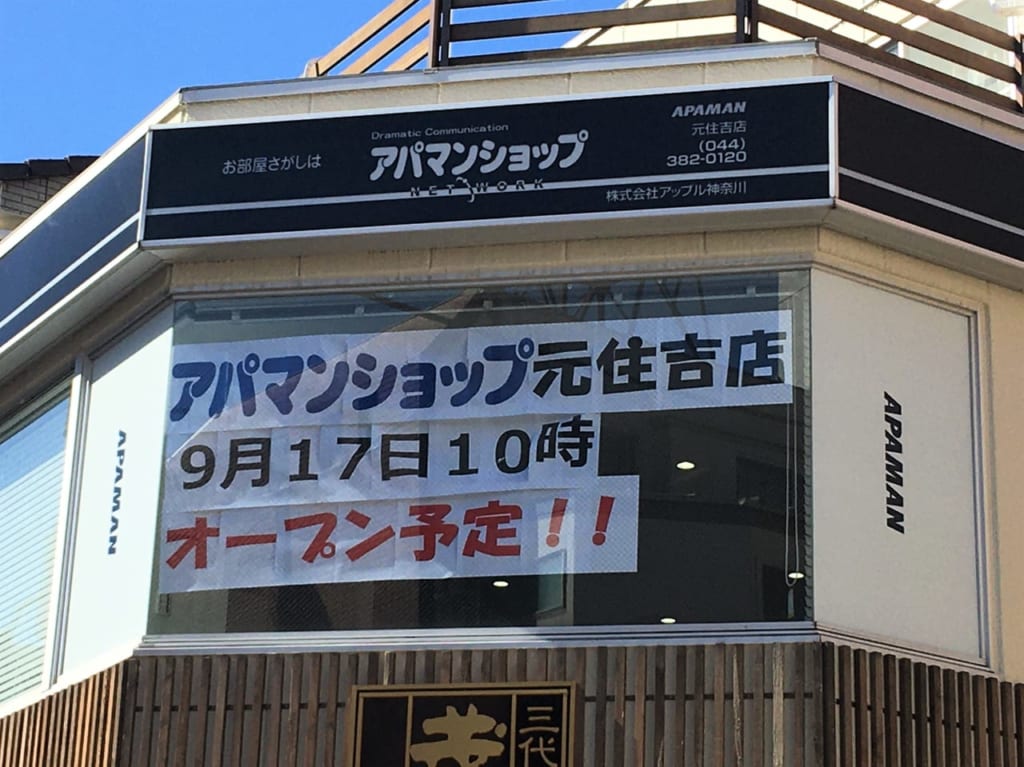 お部屋さがしは
Dramatic Communication
アパマンショップ
NETWORK
APAMAN
元住吉店
(044)
382-0120
株式会社アップル神奈川
アパマンショップ元住吉店
9月17日10時
オープン予定!!
APAMAN
APAMAN
三代